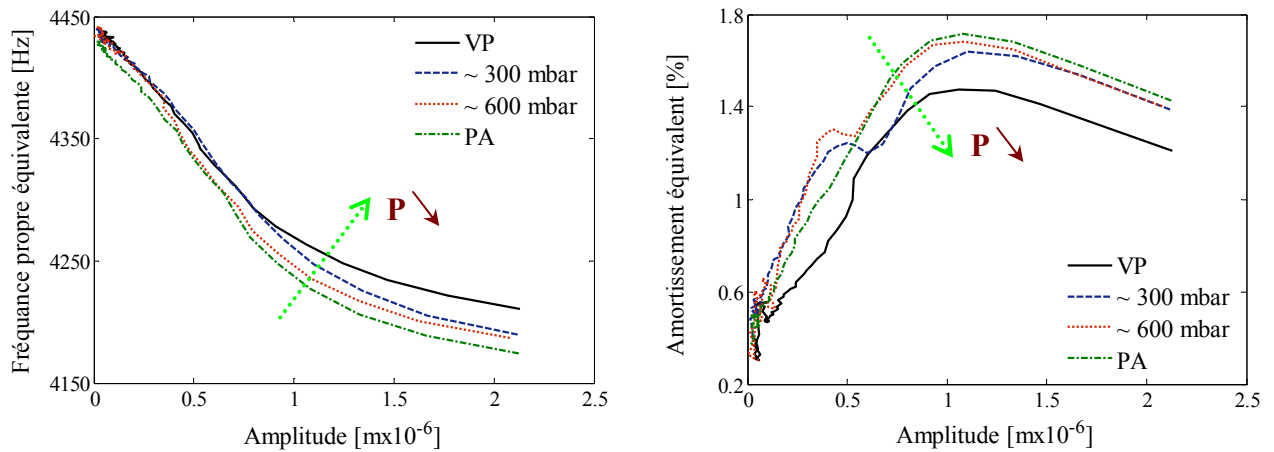 Fréquance propre équivalente [Hz]
4450
4350
4250
4150
0
0.5
1
1.5
2
2.5
Amplitude [mx10⁻⁶]
VP
~ 300 mbar
~ 600 mbar
PA
P
Amortissement équivalent [%]
1.8
1.4
1
0.6
0.2
0
0.5
1
1.5
2
2.5
Amplitude [mx10⁻⁶]
P
VP
~ 300 mbar
~ 600 mbar
PA